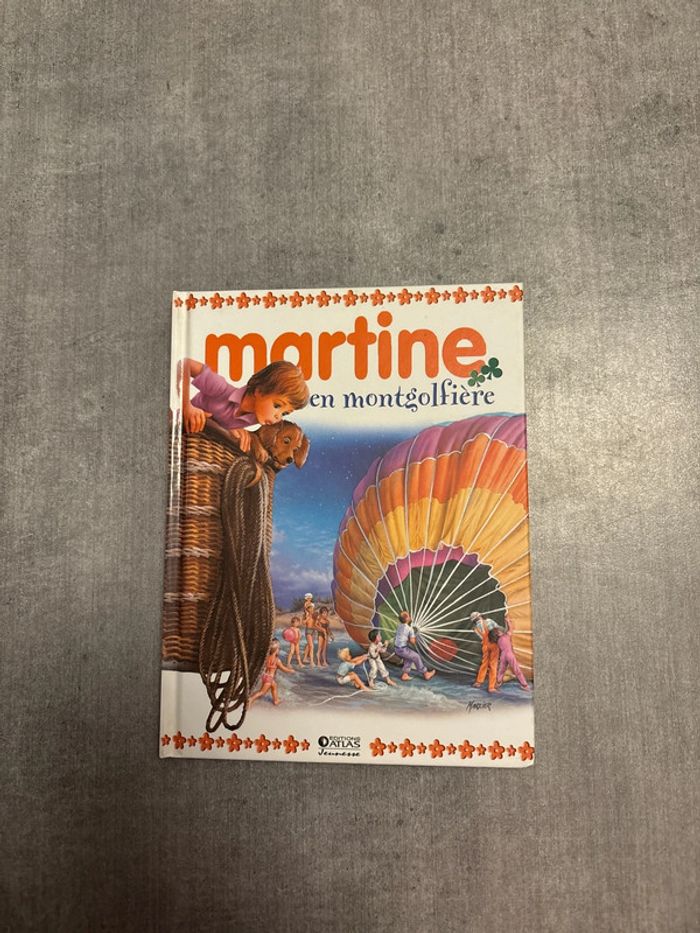 martine
en montgolfière
Marlier
EDITIONS
ATLAS
Jeunesse